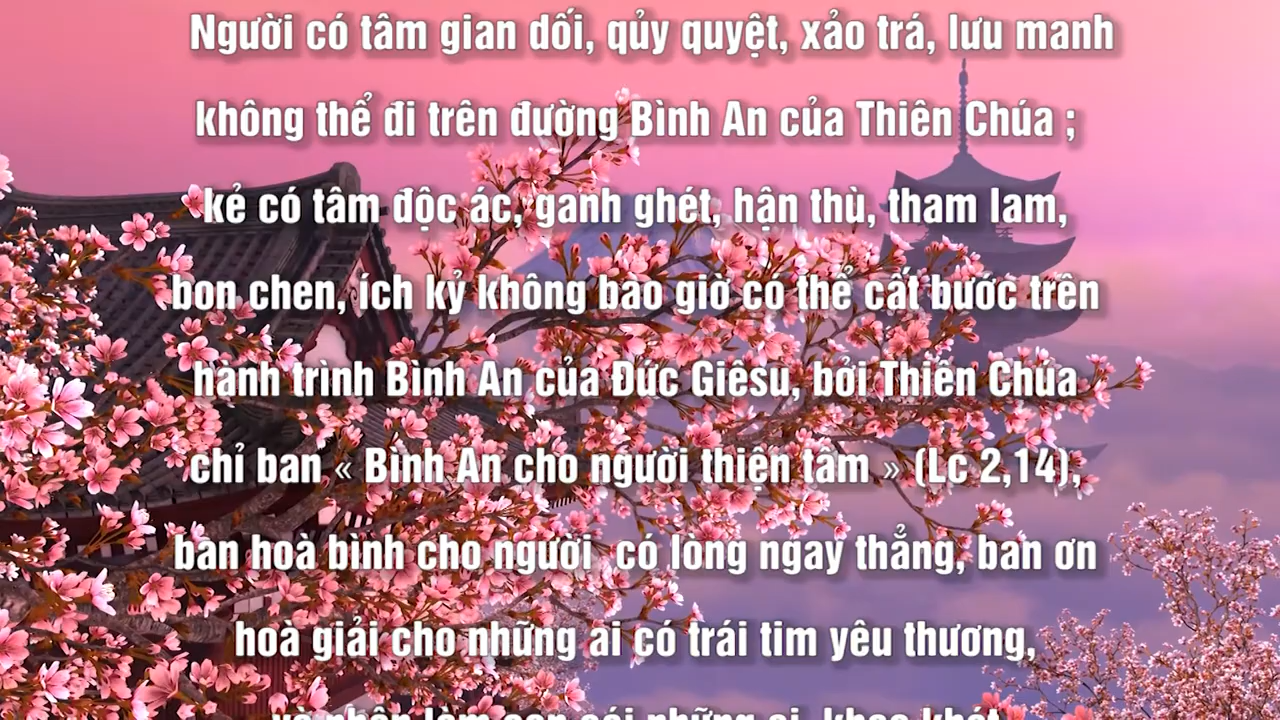 Người có tâm gian dối, qủy quyệt, xảo trá, lưu manh
không thể đi trên đường Bình An của Thiên Chúa ;
kẻ có tâm độc ác, ganh ghét, hận thù, tham lam,
bon chen, ích kỷ không bao giờ có thể cất bước trên
hành trình Bình An của Đức Giêsu, bởi Thiên Chúa
chỉ ban « Bình An cho người thiện tâm » (Lc 2,14),
ban hoà bình cho người có lòng ngay thẳng, ban ơn
hoà giải cho những ai có trái tim yêu thương,